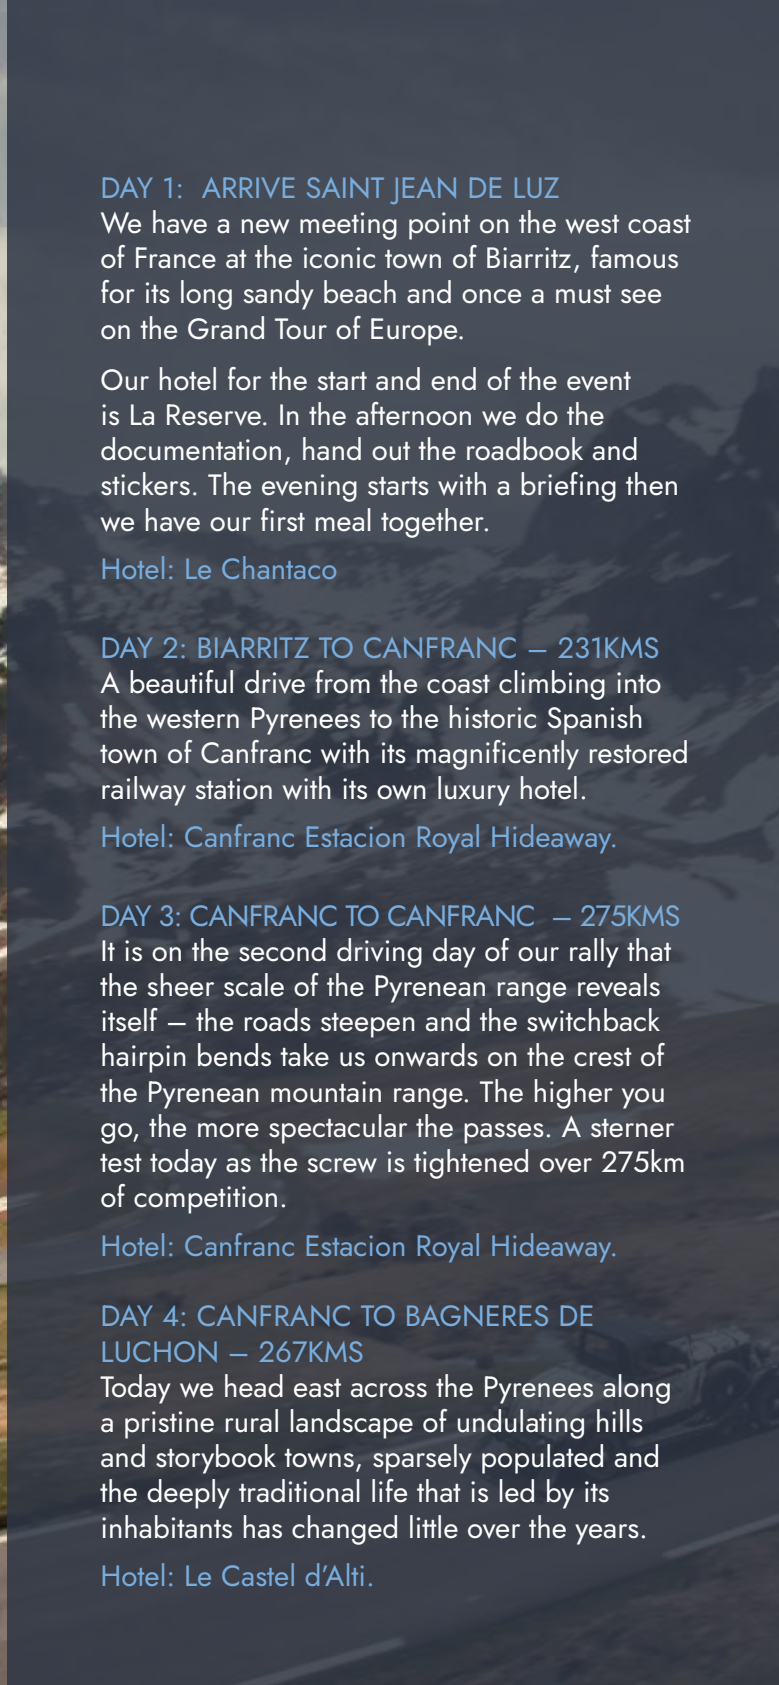 DAY 1:  ARRIVE SAINT JEAN DE LUZ
We have a new meeting point on the west coast
of France at the iconic town of Biarritz, famous
for its long sandy beach and once a must see
on the Grand Tour of Europe.
Our hotel for the start and end of the event
is La Reserve. In the afternoon we do the
documentation, hand out the roadbook and
stickers. The evening starts with a briefing then
we have our first meal together.
Hotel: Le Chantaco
DAY 2: BIARRITZ TO CANFRANC – 231KMS
A beautiful drive from the coast climbing into
the western Pyrenees to the historic Spanish
town of Canfranc with its magnificently restored
railway station with its own luxury hotel.
Hotel: Canfranc Estacion Royal Hideaway.
DAY 3: CANFRANC TO CANFRANC  – 275KMS
It is on the second driving day of our rally that
the sheer scale of the Pyrenean range reveals
itself – the roads steepen and the switchback
hairpin bends take us onwards on the crest of
the Pyrenean mountain range. The higher you
go, the more spectacular the passes. A sterner
test today as the screw is tightened over 275km
of competition.
Hotel: Canfranc Estacion Royal Hideaway.
DAY 4: CANFRANC TO BAGNERES DE
LUCHON – 267KMS
Today we head east across the Pyrenees along
a pristine rural landscape of undulating hills
and storybook towns, sparsely populated and
the deeply traditional life that is led by its
inhabitants has changed little over the years.
Hotel: Le Castel d’Alti.